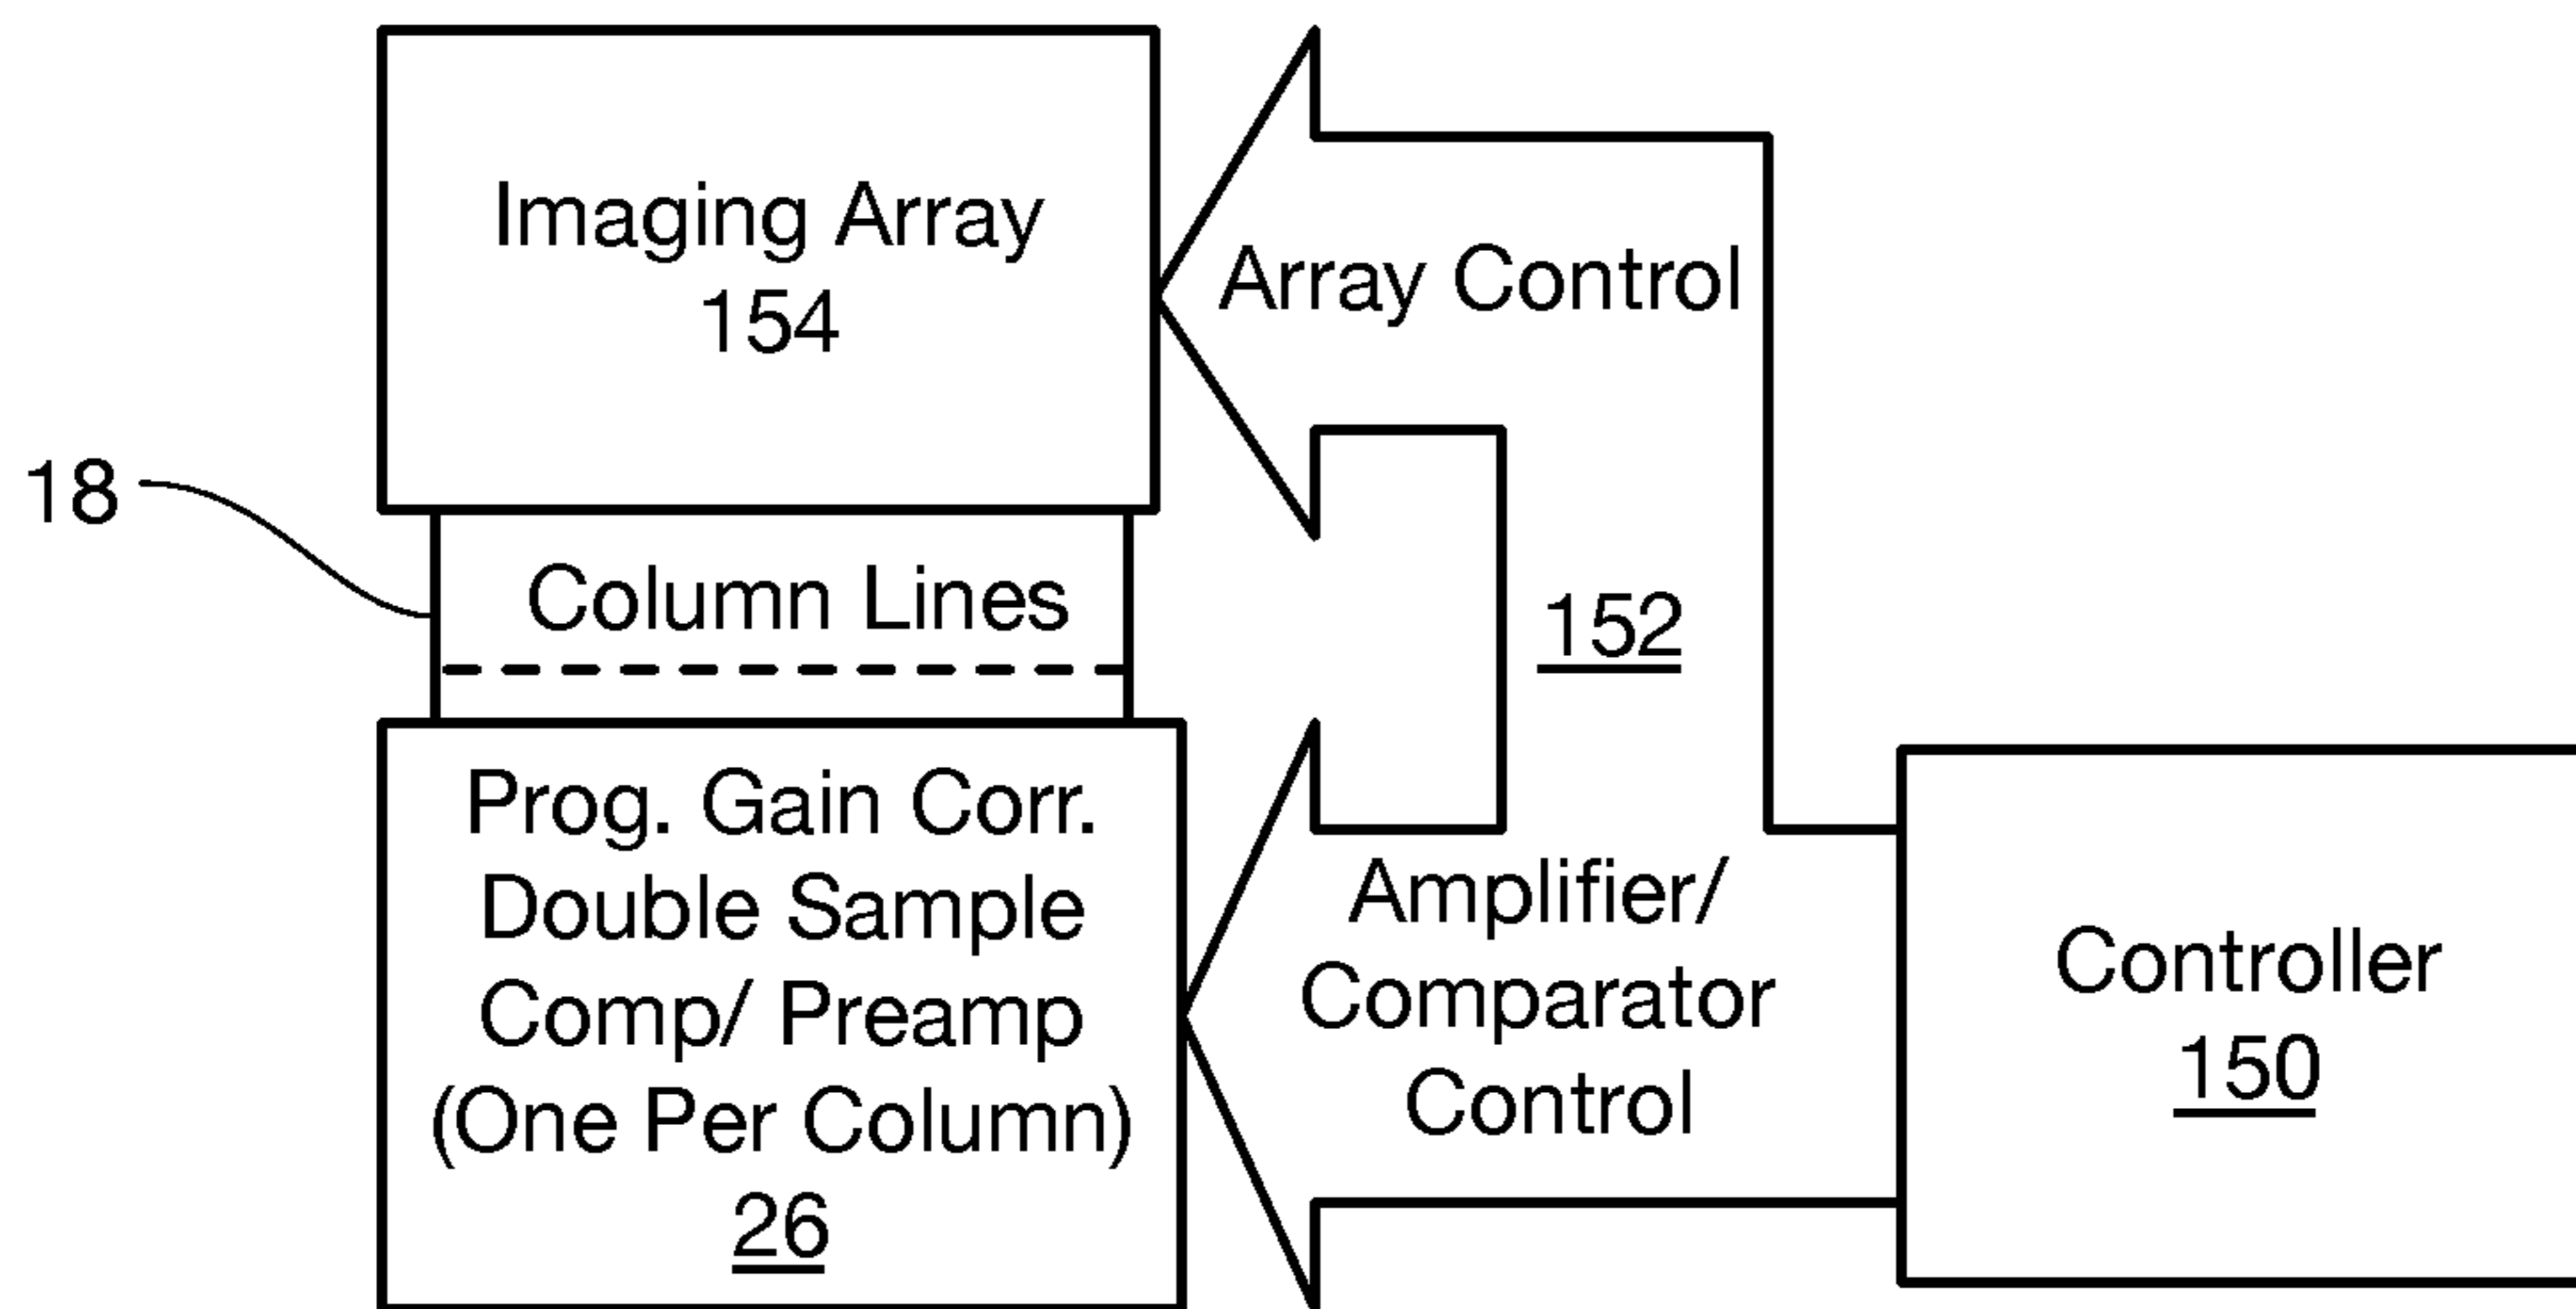 Imaging Array
154
Array Control
18
Column Lines
152
Prog. Gain Corr.
Double Sample
Comp/ Preamp
(One Per Column)
26
Amplifier/
Comparator
Control
Controller
150